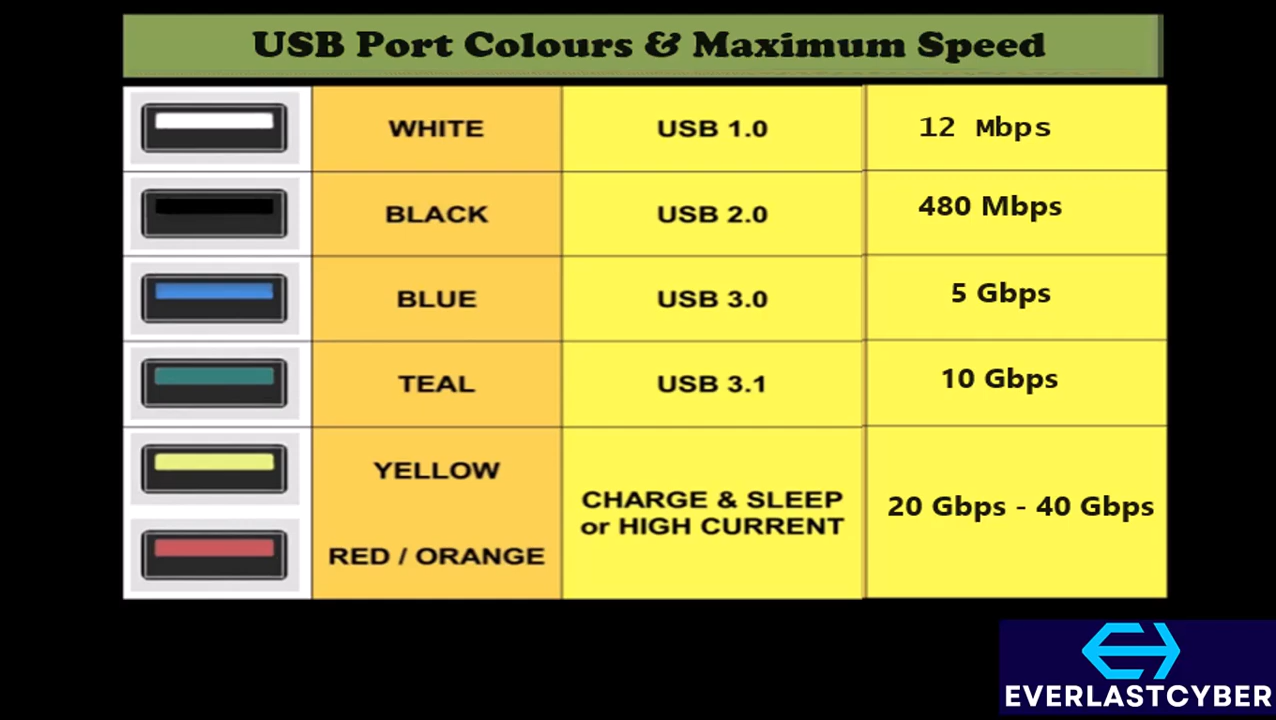 USB Port Colours & Maximum Speed
WHITE USB 1.0 12 Mbps
BLACK USB 2.0 480 Mbps
BLUE USB 3.0 5 Gbps
TEAL USB 3.1 10 Gbps
YELLOW
RED / ORANGE
CHARGE & SLEEP
or HIGH CURRENT
20 Gbps - 40 Gbps
EVERLASTCYBER